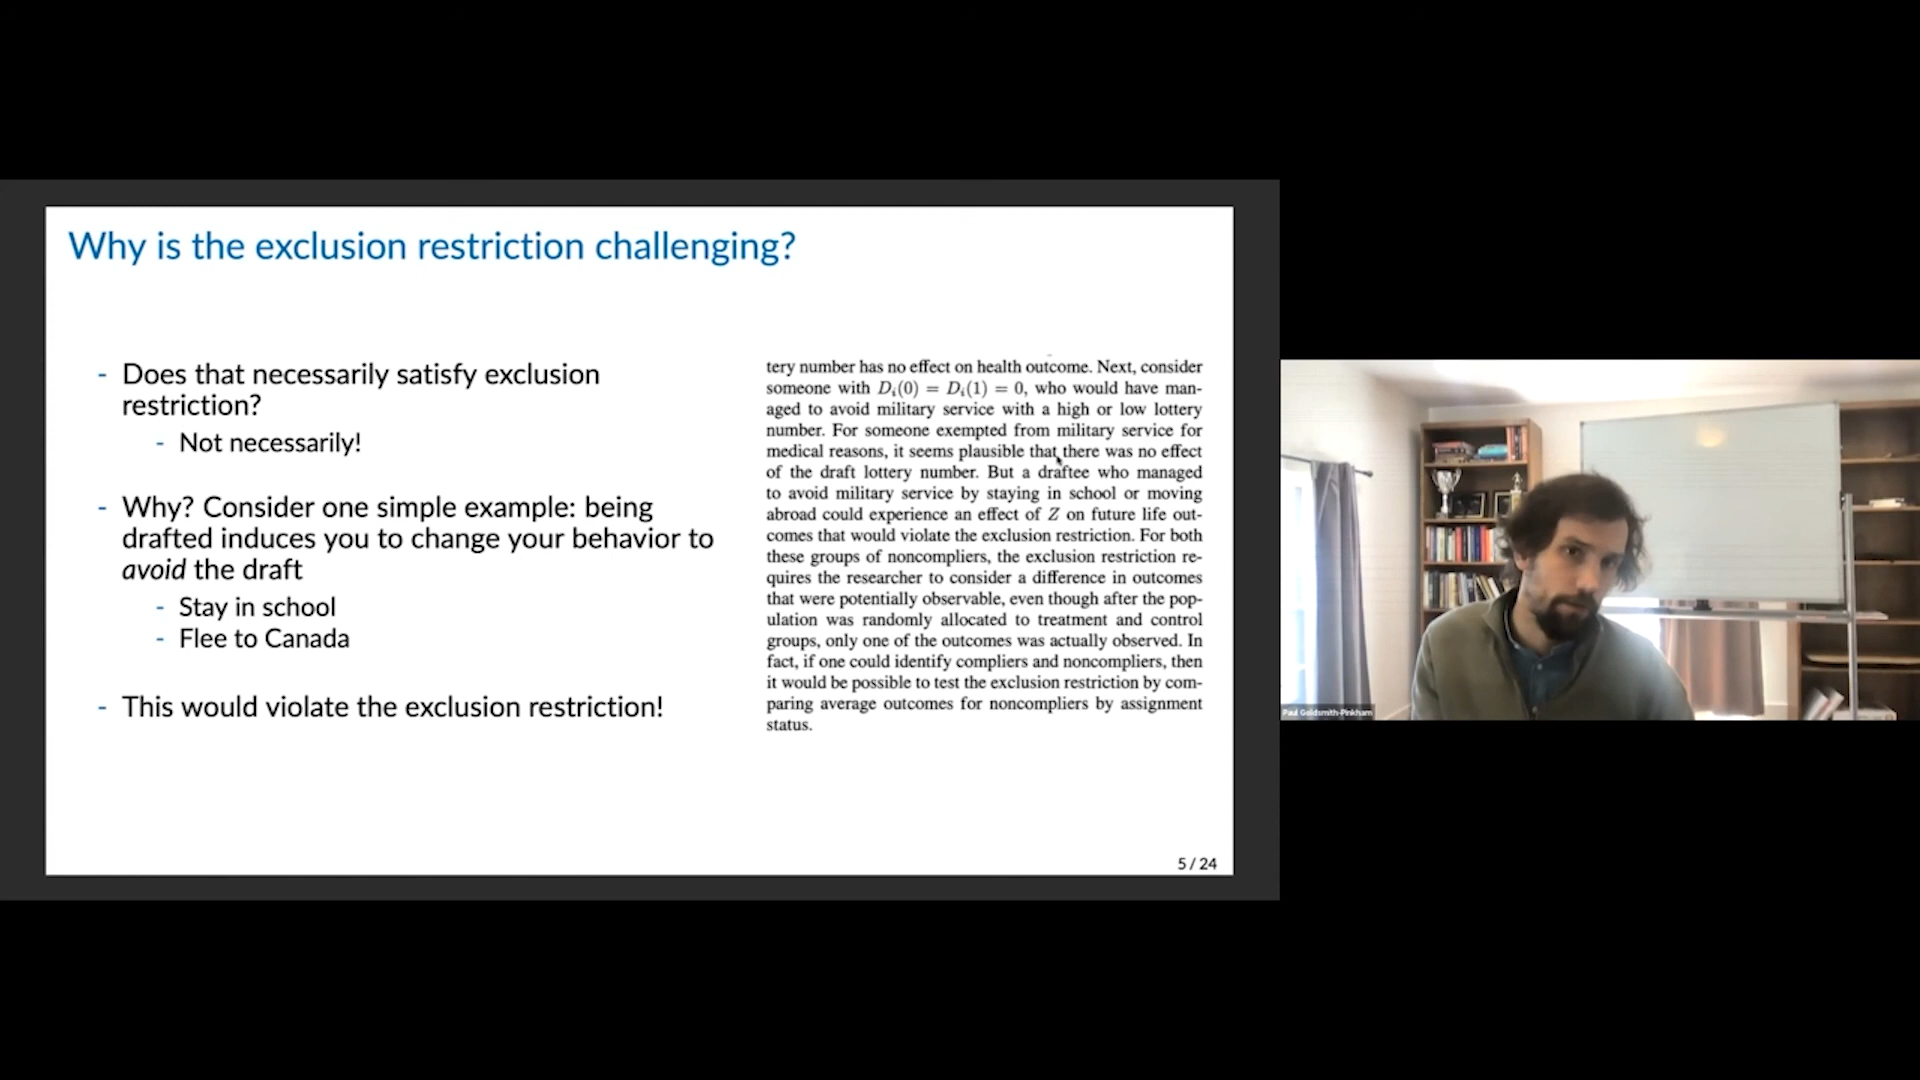 Why is the exclusion restriction challenging?
- Does that necessarily satisfy exclusion
restriction?
- Not necessarily!
- Why? Consider one simple example: being
drafted induces you to change your behavior to
avoid the draft
- Stay in school
- Flee to Canada
- This would violate the exclusion restriction!
tery number has no effect on health outcome. Next, consider
someone with Dᵢ(0) = Dᵢ(1) = 0, who would have man-
aged to avoid military service with a high or low lottery
number. For someone exempted from military service for
medical reasons, it seems plausible that there was no effect
of the draft lottery number. But a draftee who managed
to avoid military service by staying in school or moving
abroad could experience an effect of Z on future life out-
comes that would violate the exclusion restriction. For both
these groups of noncompliers, the exclusion restriction re-
quires the researcher to consider a difference in outcomes
that were potentially observable, even though after the pop-
ulation was randomly allocated to treatment and control
groups, only one of the outcomes was actually observed. In
fact, if one could identify compliers and noncompliers, then
it would be possible to test the exclusion restriction by com-
paring average outcomes for noncompliers by assignment
status.
5 / 24
Paul Goldsmith-Pinkham